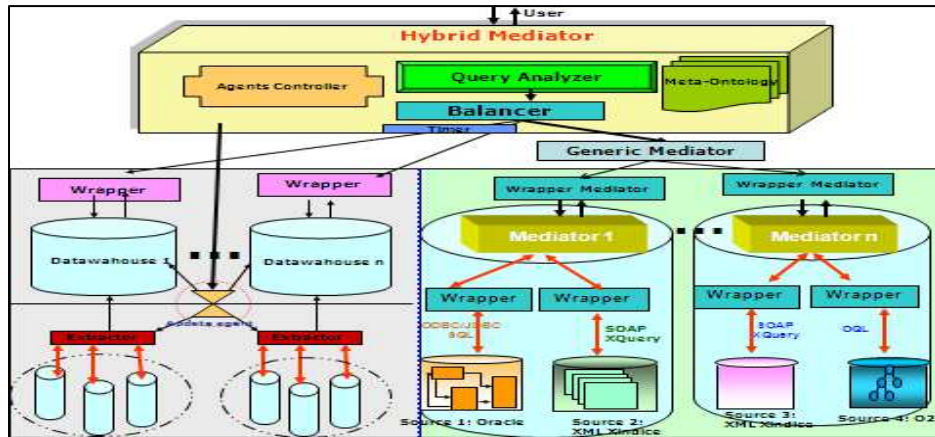 User
Hybrid Mediator
Agents Controller
Query Analyzer
Meta-Ontology
Balancer
Timer
Generic Mediator
Wrapper
Wrapper
Wrapper Mediator
Wrapper Mediator
Datawahouse 1
Datawahouse n
Mediator 1
Mediator n
Update agent
Extractor
Extractor
Wrapper
Wrapper
Wrapper
Wrapper
ODBC/JDBC
SQL
SOAP
XQuery
SOAP
XQuery
OQL
Source 1: Oracle
Source 2:
XML Xindice
Source 3:
XML Xindice
Source 4: O2